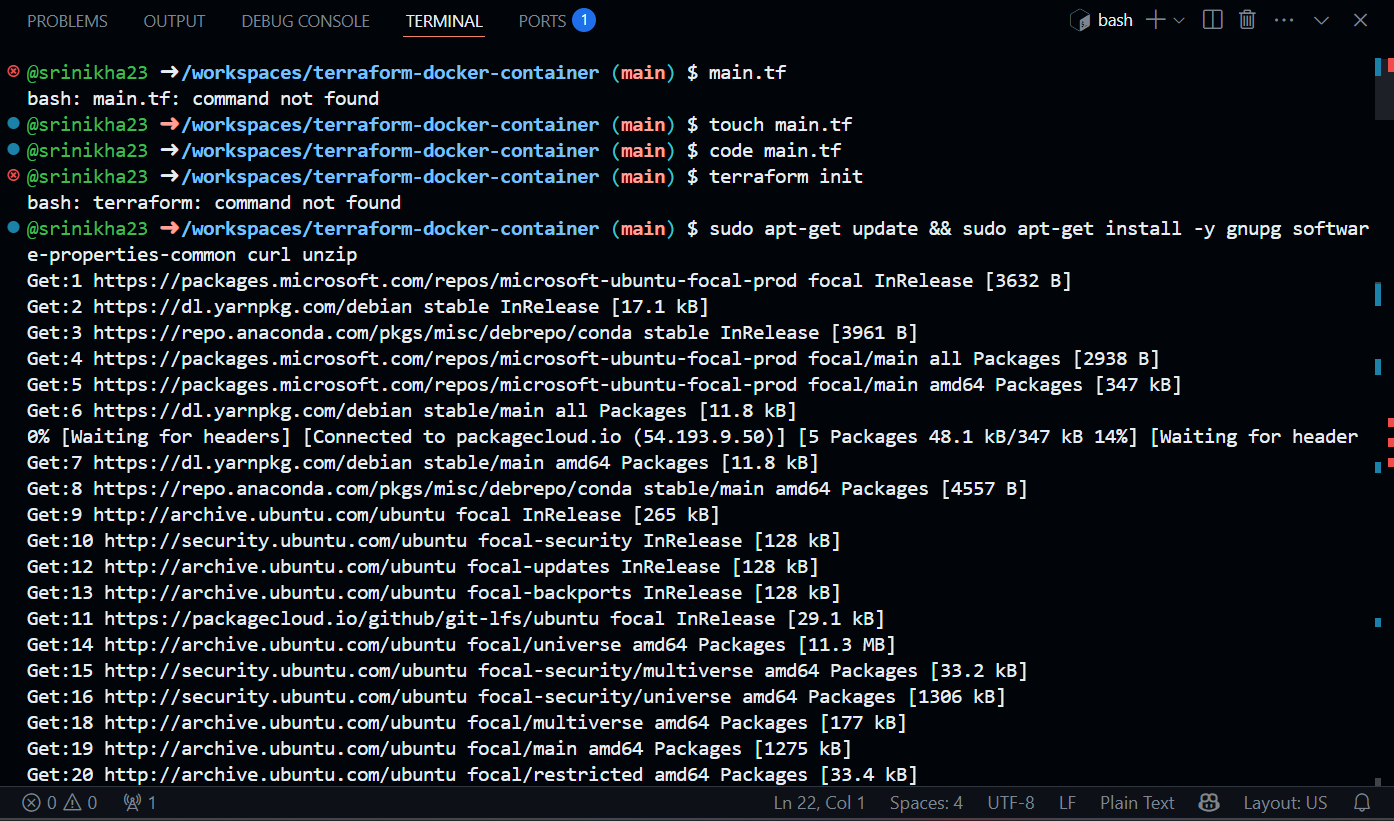 PROBLEMS OUTPUT DEBUG CONSOLE TERMINAL PORTS 1 bash
@srinikha23 ➜ /workspaces/terraform-docker-container (main) $ main.tf
bash: main.tf: command not found
@srinikha23 ➜ /workspaces/terraform-docker-container (main) $ touch main.tf
@srinikha23 ➜ /workspaces/terraform-docker-container (main) $ code main.tf
@srinikha23 ➜ /workspaces/terraform-docker-container (main) $ terraform init
bash: terraform: command not found
@srinikha23 ➜ /workspaces/terraform-docker-container (main) $ sudo apt-get update && sudo apt-get install -y gnupg softwar
e-properties-common curl unzip
Get:1 https://packages.microsoft.com/repos/microsoft-ubuntu-focal-prod focal InRelease [3632 B]
Get:2 https://dl.yarnpkg.com/debian stable InRelease [17.1 kB]
Get:3 https://repo.anaconda.com/pkgs/misc/debrepo/conda stable InRelease [3961 B]
Get:4 https://packages.microsoft.com/repos/microsoft-ubuntu-focal-prod focal/main all Packages [2938 B]
Get:5 https://packages.microsoft.com/repos/microsoft-ubuntu-focal-prod focal/main amd64 Packages [347 kB]
Get:6 https://dl.yarnpkg.com/debian stable/main all Packages [11.8 kB]
0% [Waiting for headers] [Connected to packagecloud.io (54.193.9.50)] [5 Packages 48.1 kB/347 kB 14%] [Waiting for header
Get:7 https://dl.yarnpkg.com/debian stable/main amd64 Packages [11.8 kB]
Get:8 https://repo.anaconda.com/pkgs/misc/debrepo/conda stable/main amd64 Packages [4557 B]
Get:9 http://archive.ubuntu.com/ubuntu focal InRelease [265 kB]
Get:10 http://security.ubuntu.com/ubuntu focal-security InRelease [128 kB]
Get:12 http://archive.ubuntu.com/ubuntu focal-updates InRelease [128 kB]
Get:13 http://archive.ubuntu.com/ubuntu focal-backports InRelease [128 kB]
Get:11 https://packagecloud.io/github/git-lfs/ubuntu focal InRelease [29.1 kB]
Get:14 http://archive.ubuntu.com/ubuntu focal/universe amd64 Packages [11.3 MB]
Get:15 http://security.ubuntu.com/ubuntu focal-security/multiverse amd64 Packages [33.2 kB]
Get:16 http://security.ubuntu.com/ubuntu focal-security/universe amd64 Packages [1306 kB]
Get:18 http://archive.ubuntu.com/ubuntu focal/multiverse amd64 Packages [177 kB]
Get:19 http://archive.ubuntu.com/ubuntu focal/main amd64 Packages [1275 kB]
Get:20 http://archive.ubuntu.com/ubuntu focal/restricted amd64 Packages [33.4 kB]
0 0 1 Ln 22, Col 1 Spaces: 4 UTF-8 LF Plain Text Layout: US